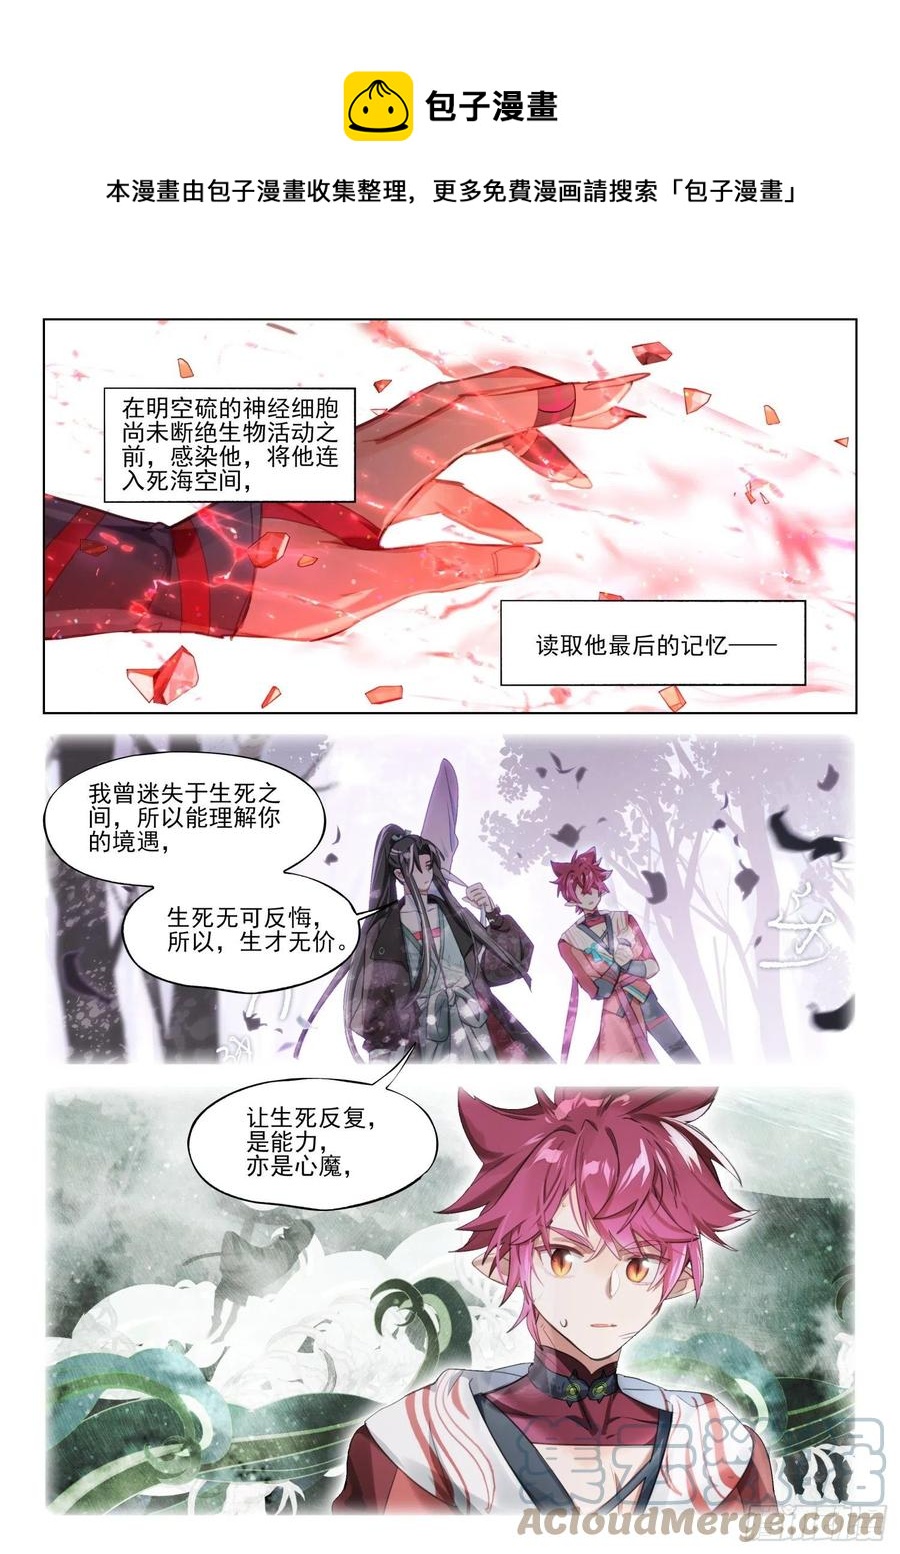 包子漫畫
本漫畫由包子漫畫收集整理，更多免費漫画請搜索「包子漫畫」
在明空硫的神经细胞
尚未断绝生物活动之
前，感染他，将他连
入死海空间，
读取他最后的记忆——
我曾迷失于生死之
间，所以能理解你
的境遇，
生死无可反悔，
所以，生才无价。
让生死反复，
是能力，
亦是心魔，
AcloudMerge.com